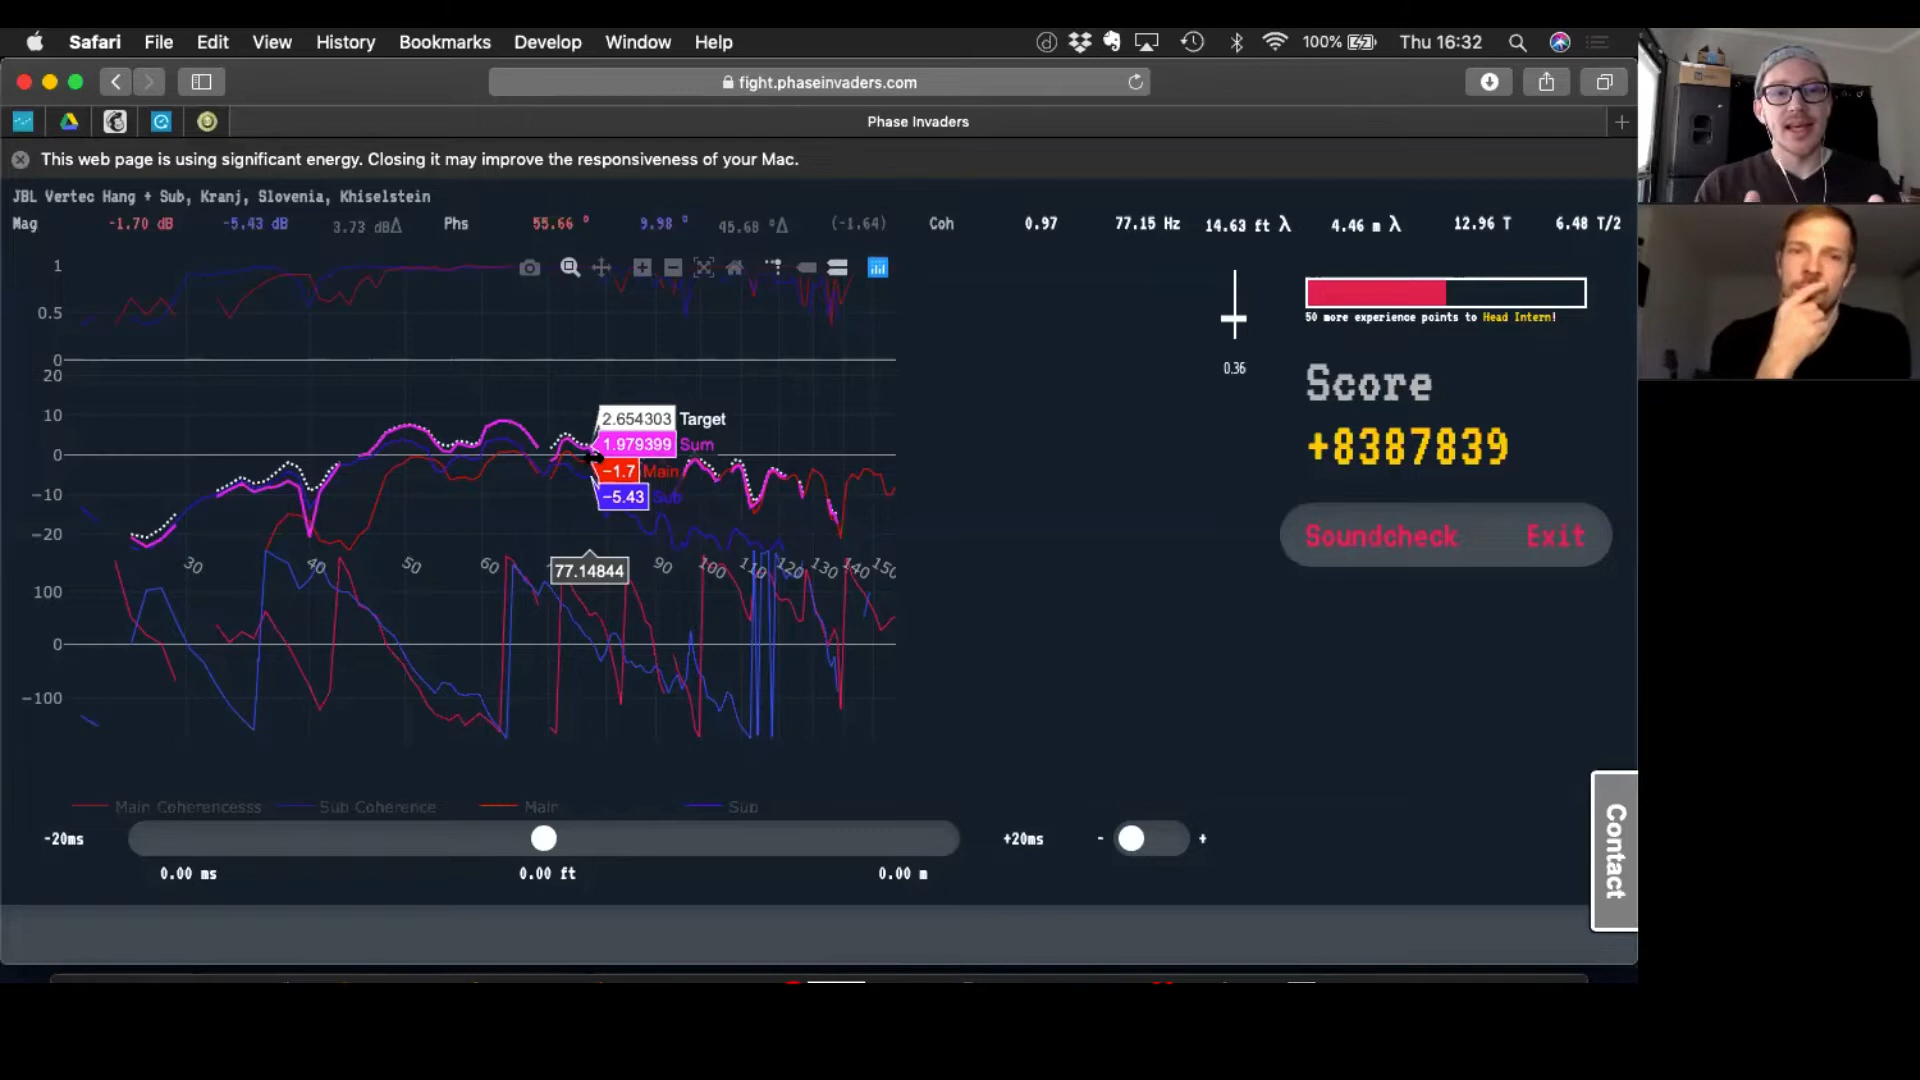 Safari File Edit View History Bookmarks Develop Window Help 100% Thu 16:32
fight.phaseinvaders.com
Phase Invaders
This web page is using significant energy. Closing it may improve the responsiveness of your Mac.
JBL Vertec Hang + Sub, Kranj, Slovenia, Khiselstein
Mag -1.70 dB -5.43 dB 3.73 dBΔ Phs 55.66 ° 9.98 ° 45.68 °Δ (-1.64) Coh 0.97 77.15 Hz 14.63 ft λ 4.46 m λ 12.96 T 6.48 T/2
1
0.5
0
50 more experience points to Head Intern!
0.36
20
10
0
-10
-20
2.654303 Target
1.979399 Sum
-1.7 Main
-5.43 Sub
Score
+8387839
Soundcheck Exit
30 40 50 60 77.14844 90 100 110 120 130 140 150
100
0
-100
Main Coherencesss Sub Coherence Main Sub
-20ms +20ms - +
0.00 ms 0.00 ft 0.00 m
Contact